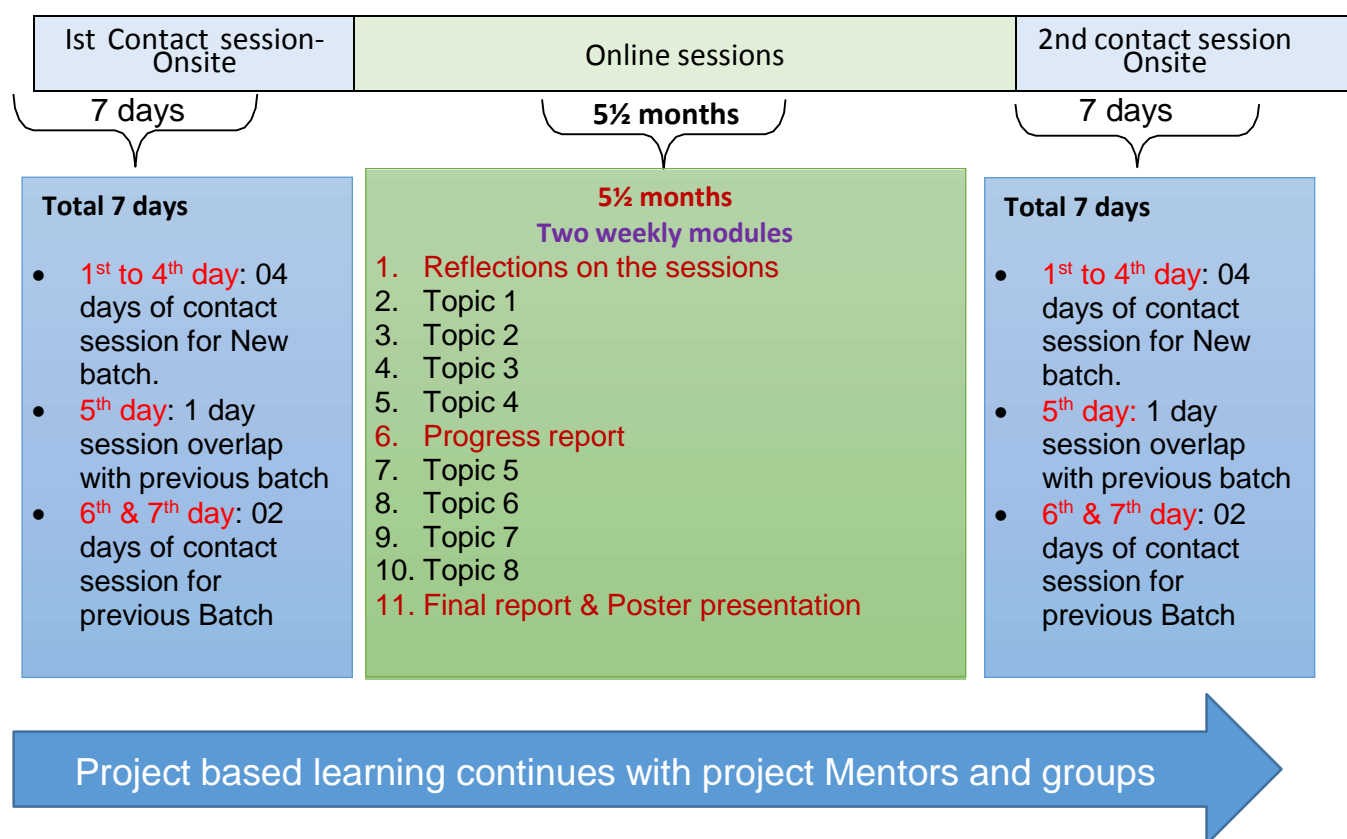 Ist Contact session-
Onsite
Online sessions
2nd contact session
Onsite
7 days
5½ months
7 days
Total 7 days
• 1st to 4th day: 04
days of contact
session for New
batch.
• 5th day: 1 day
session overlap
with previous batch
• 6th & 7th day: 02
days of contact
session for
previous Batch
5½ months
Two weekly modules
1. Reflections on the sessions
2. Topic 1
3. Topic 2
4. Topic 3
5. Topic 4
6. Progress report
7. Topic 5
8. Topic 6
9. Topic 7
10. Topic 8
11. Final report & Poster presentation
Total 7 days
• 1st to 4th day: 04
days of contact
session for New
batch.
• 5th day: 1 day
session overlap
with previous batch
• 6th & 7th day: 02
days of contact
session for
previous Batch
Project based learning continues with project Mentors and groups